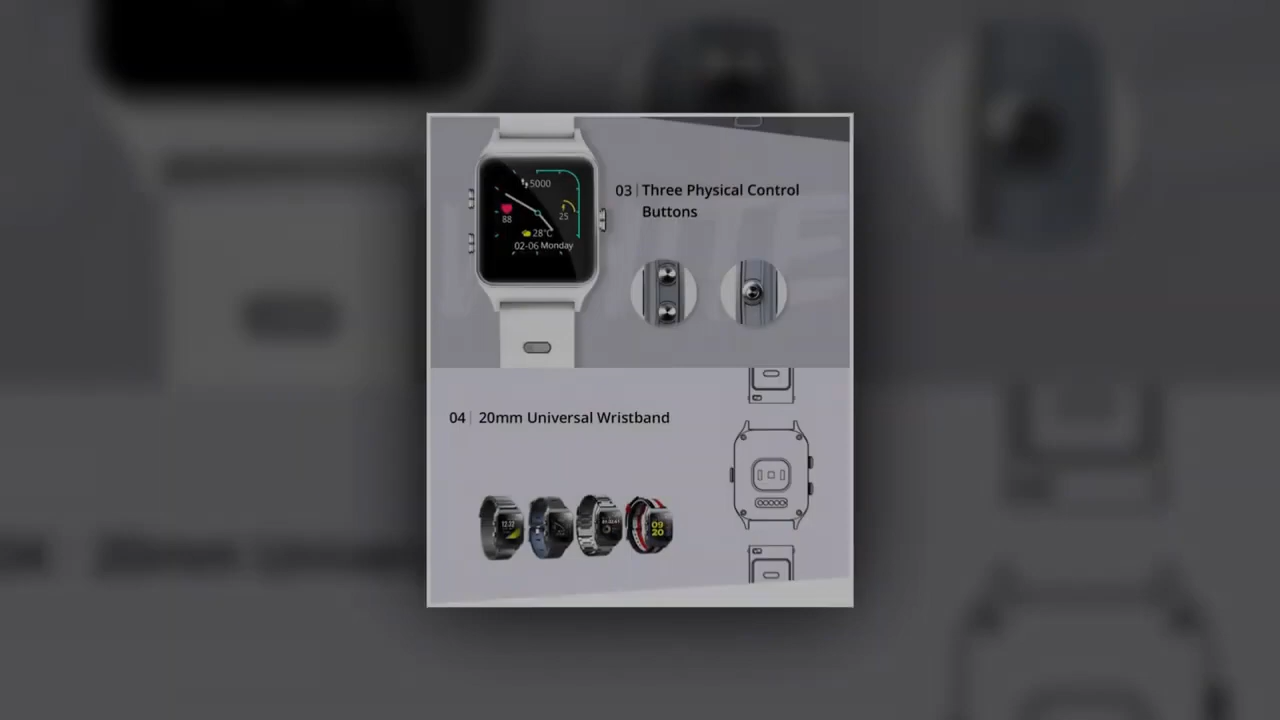 5000
88
25
28°C
02-06 Monday
03 Three Physical Control
Buttons
04 20mm Universal Wristband
12:32
09
20